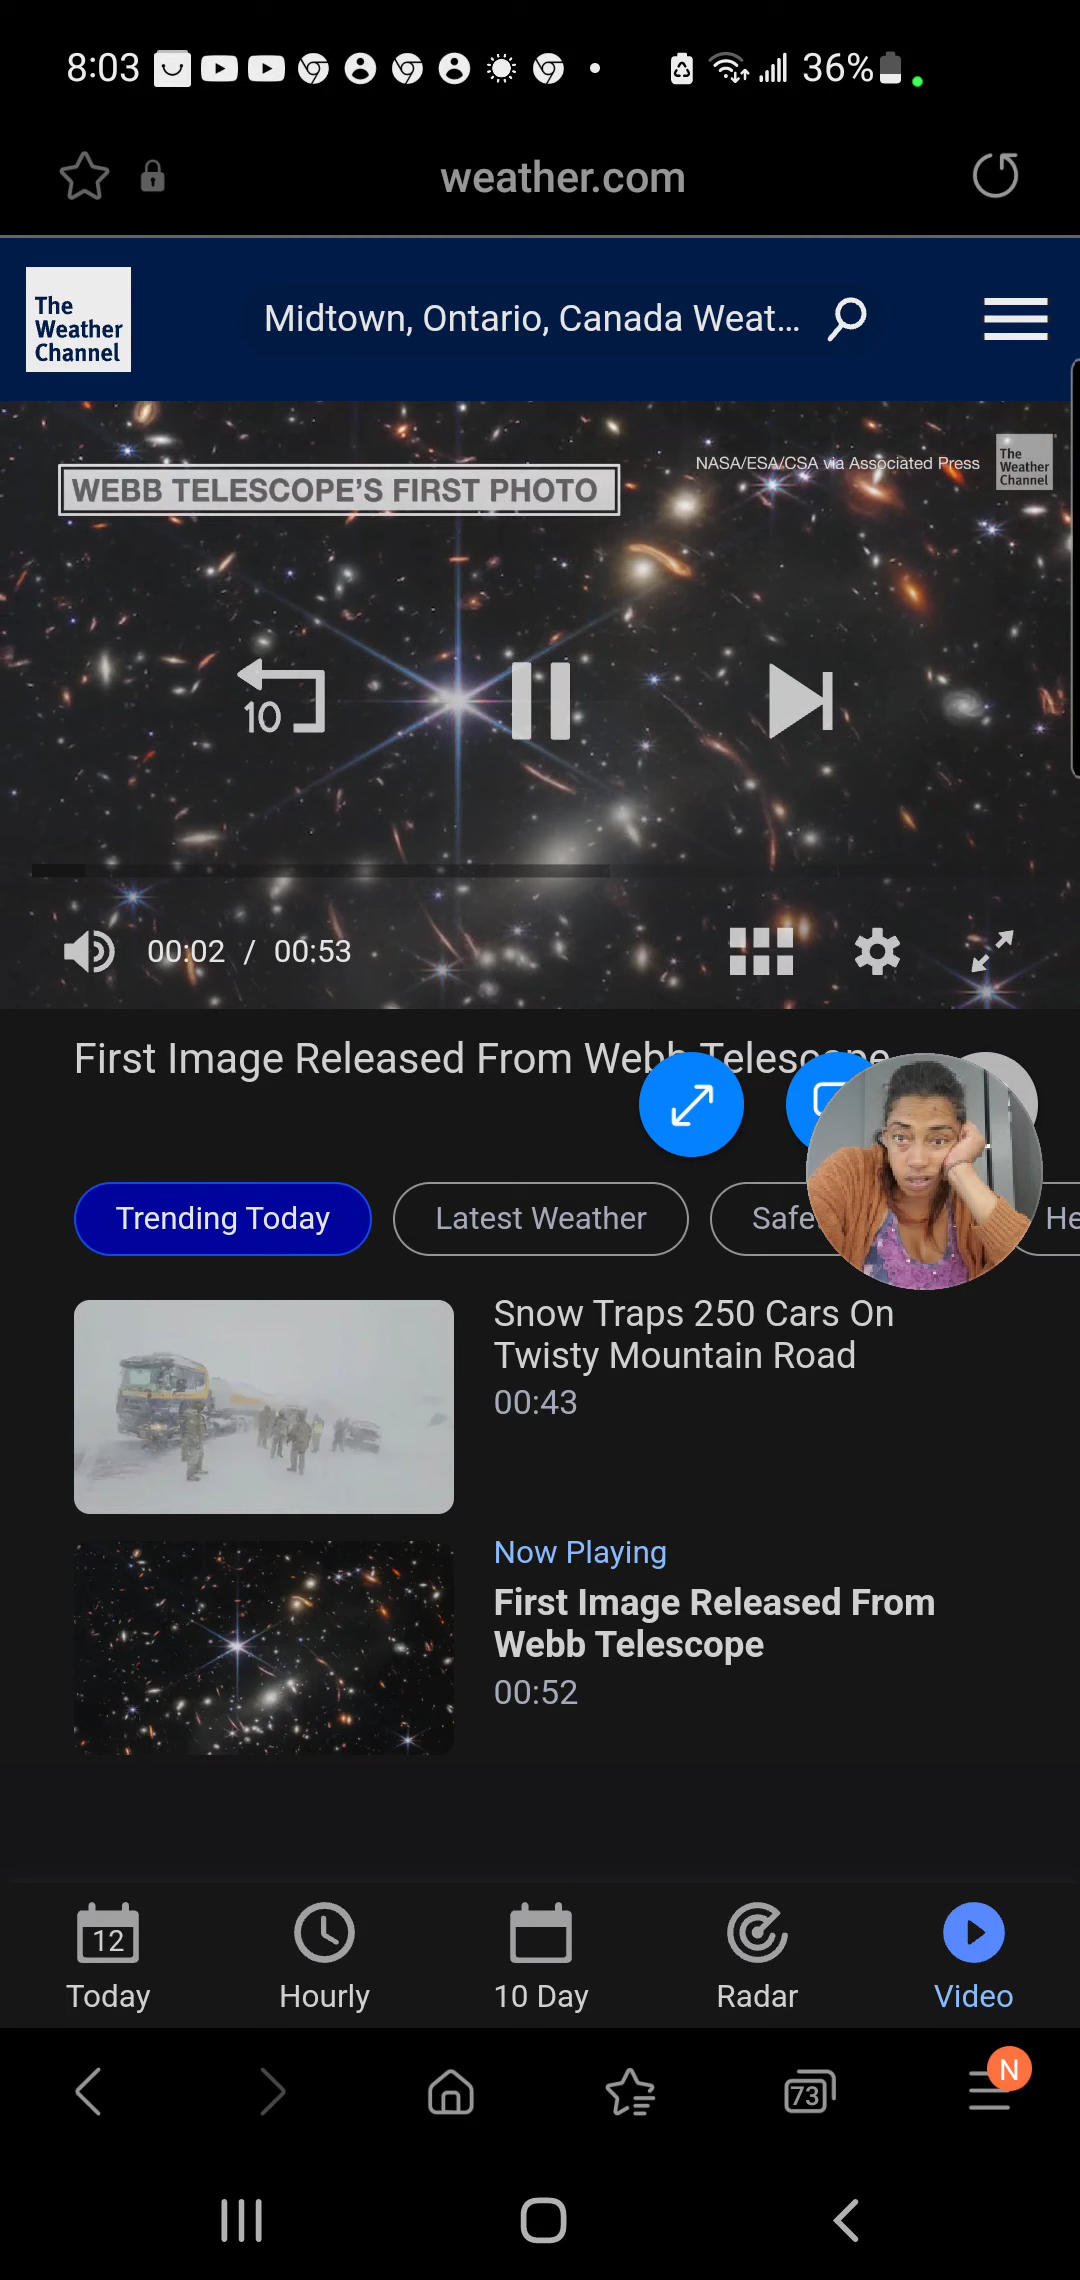 8:03
36%
weather.com
The
Weather
Channel
Midtown, Ontario, Canada Weat...
WEBB TELESCOPE'S FIRST PHOTO
NASA/ESA/CSA via Associated Press
The
Weather
Channel
10
00:02 / 00:53
First Image Released From Webb Telescope
Trending Today
Latest Weather
Safe
He
Snow Traps 250 Cars On
Twisty Mountain Road
00:43
Now Playing
First Image Released From
Webb Telescope
00:52
12
Today
Hourly
10 Day
Radar
Video
73
N